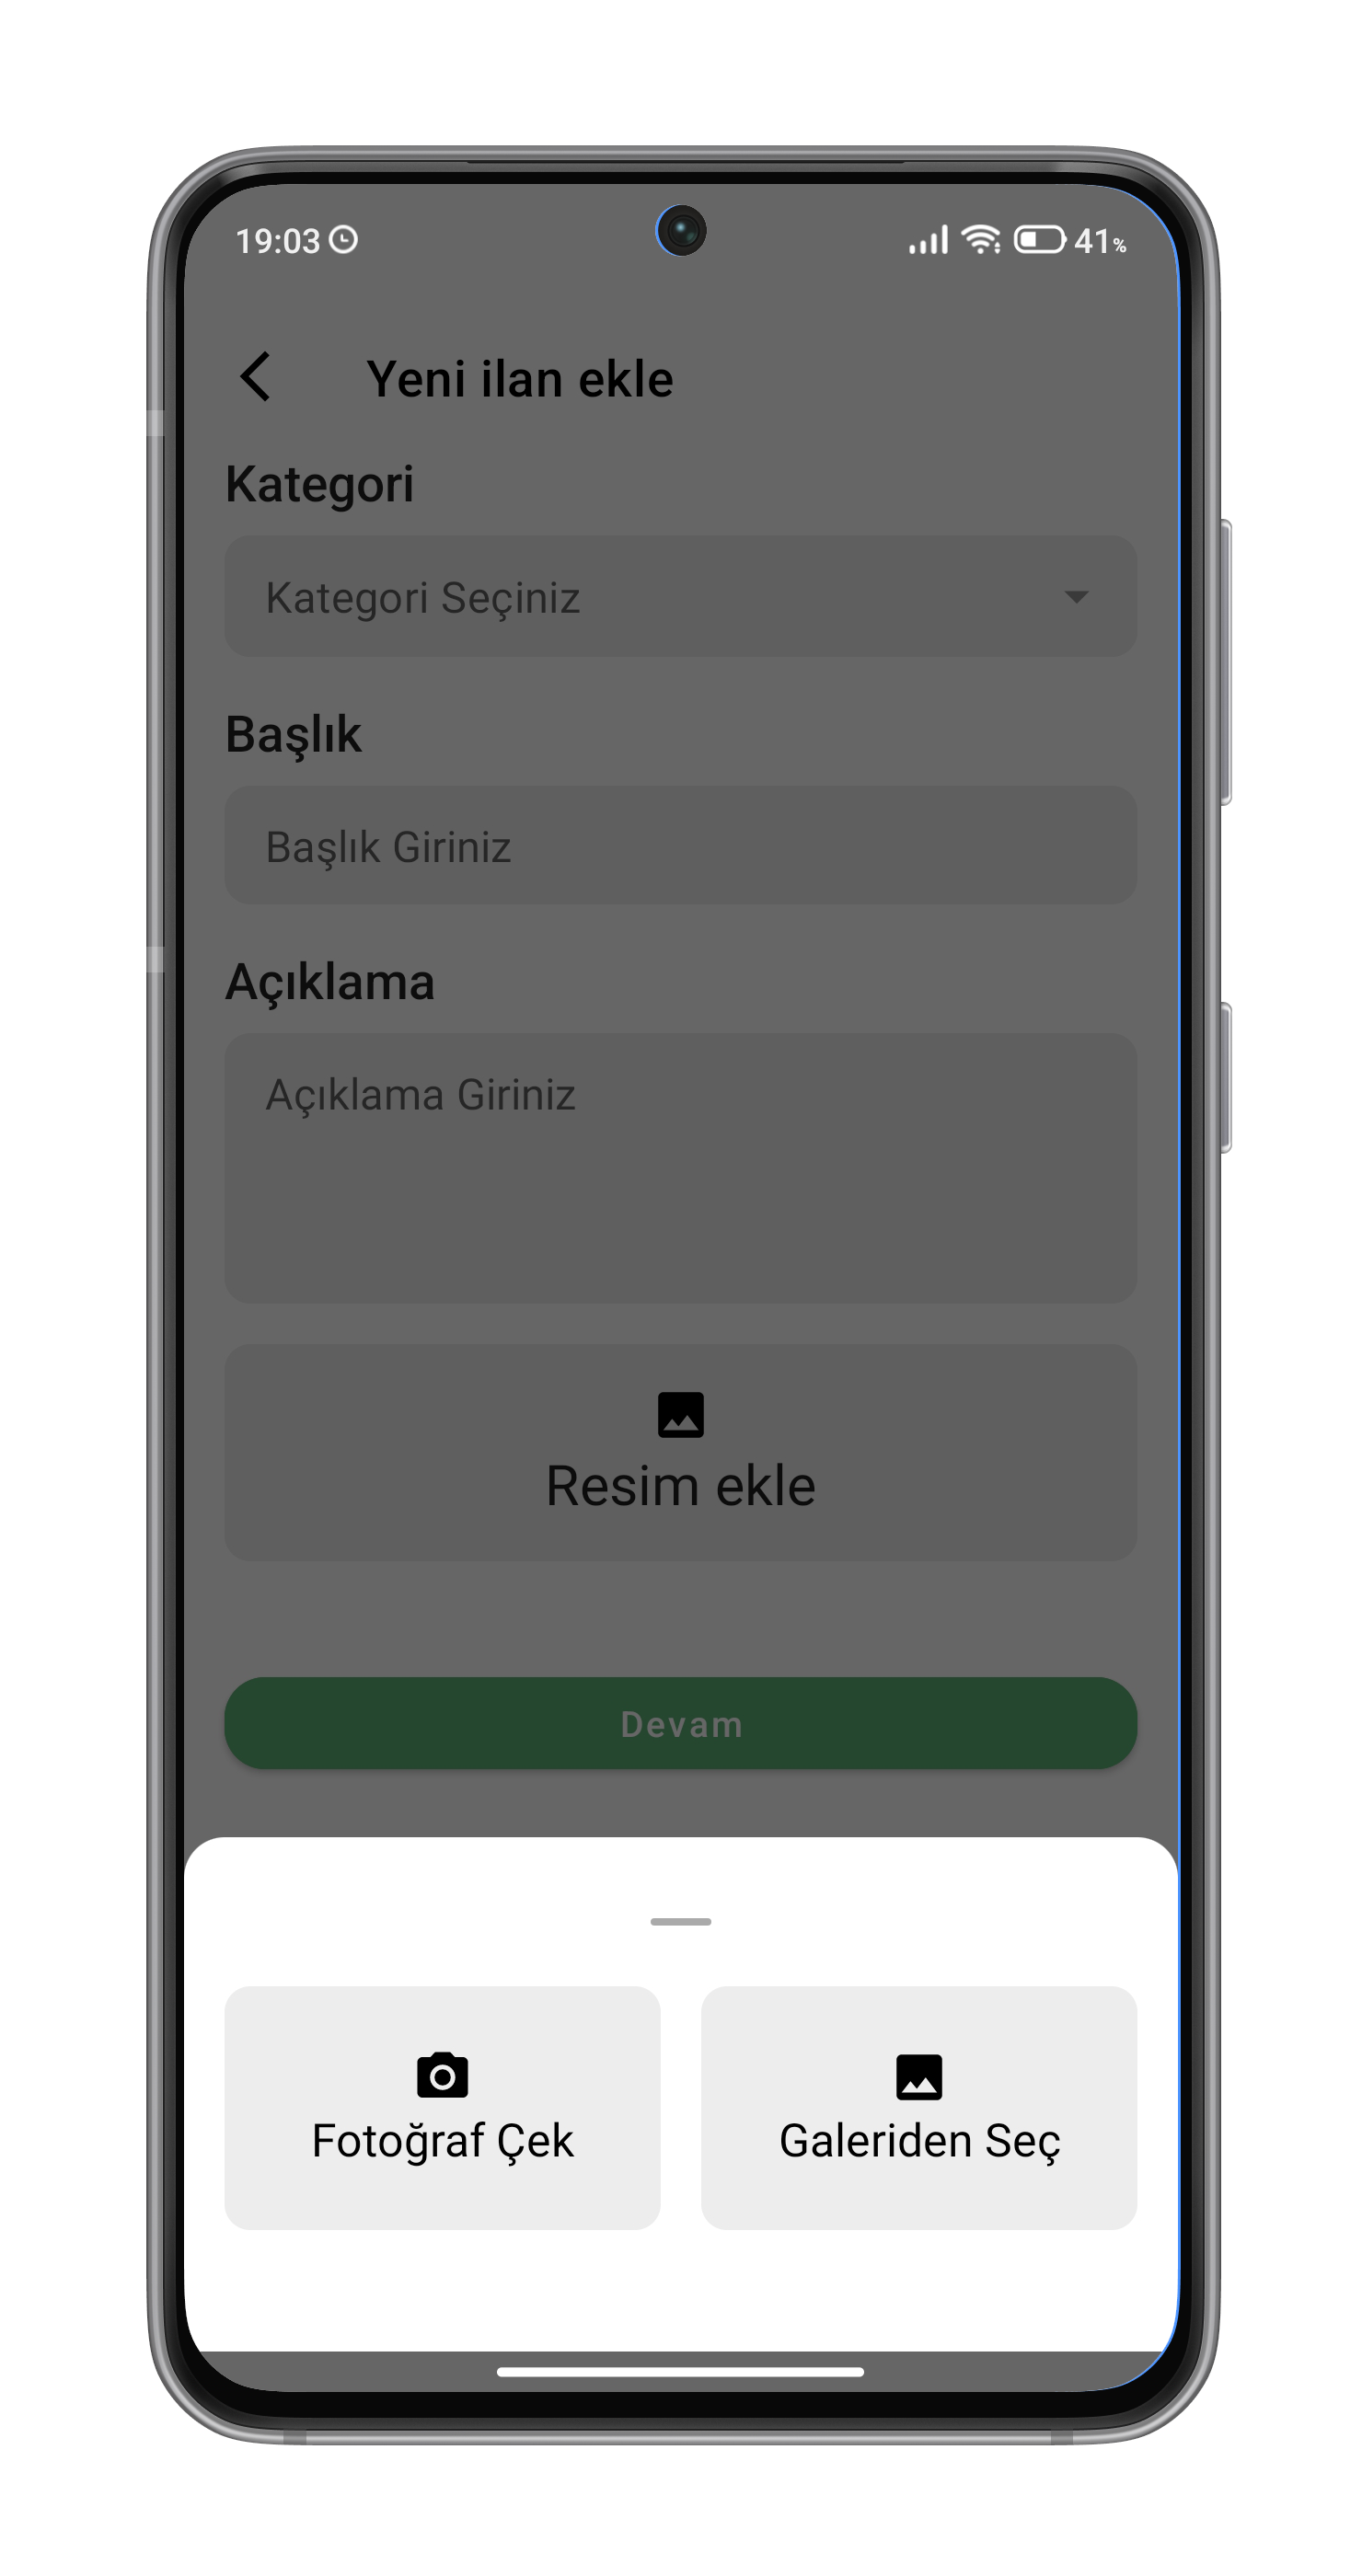 19:03 41%
Yeni ilan ekle
Kategori
Kategori Seçiniz
Başlık
Başlık Giriniz
Açıklama
Açıklama Giriniz
Resim ekle
Devam
Fotoğraf Çek Galeriden Seç